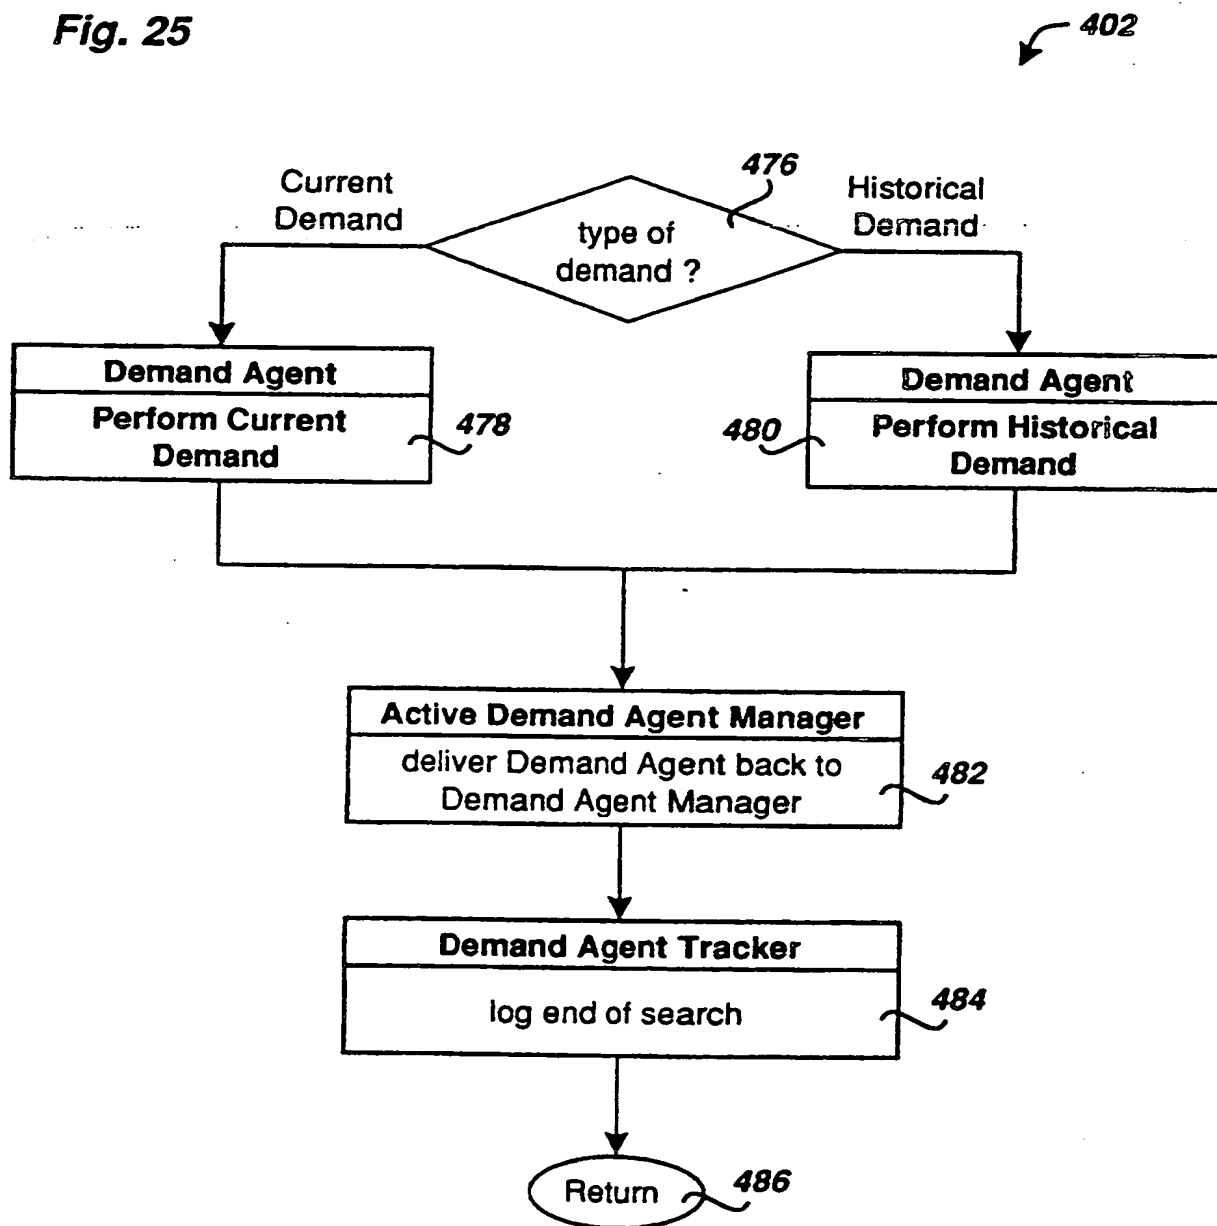 Fig. 25
402
476
Current
Demand
Historical
Demand
type of
demand ?
Demand Agent
Perform Current
Demand
478
Demand Agent
Perform Historical
Demand
480
Active Demand Agent Manager
deliver Demand Agent back to
Demand Agent Manager
482
Demand Agent Tracker
log end of search
484
Return
486